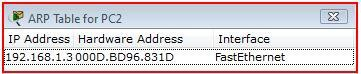 ARP Table for PC2
IP Address Hardware Address Interface
192.168.1.3 000D.BD96.831D FastEthernet